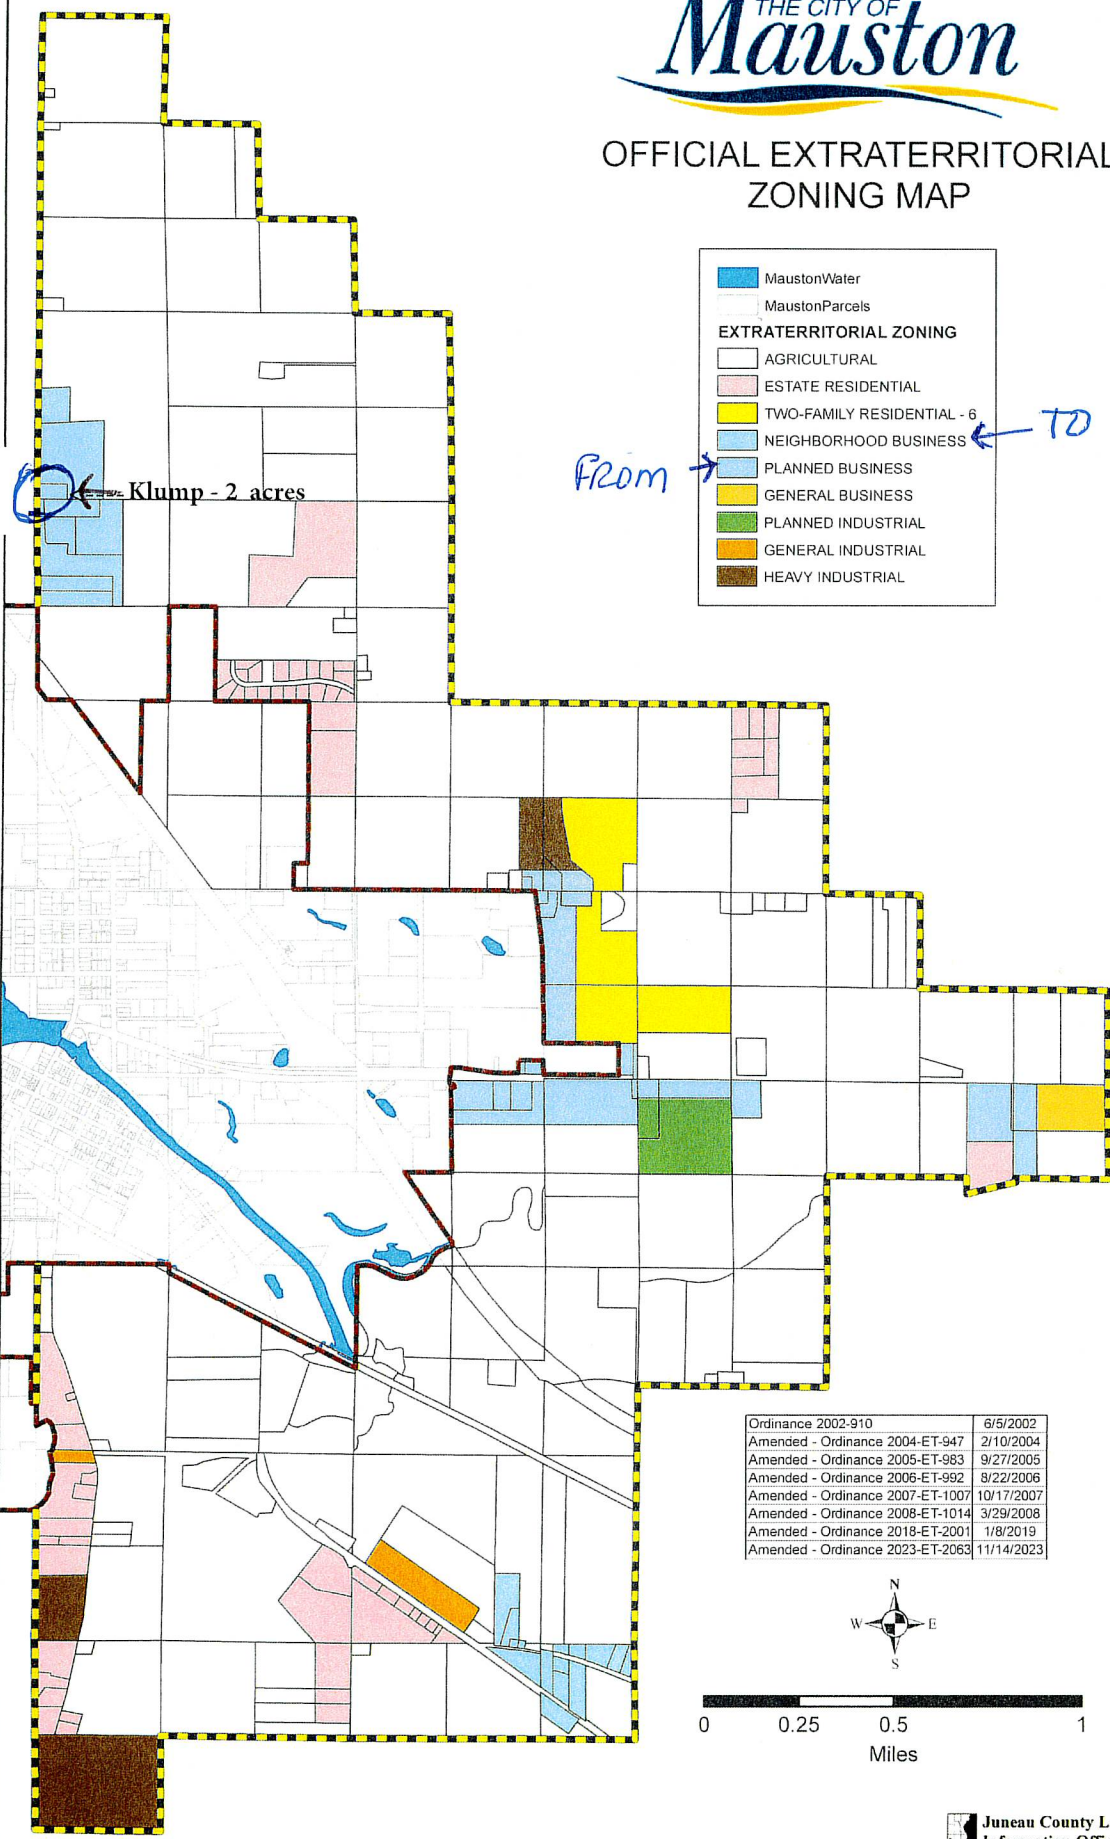 THE CITY OF
Mauston
OFFICIAL EXTRATERRITORIAL
ZONING MAP
MaustonWater
MaustonParcels
EXTRATERRITORIAL ZONING
AGRICULTURAL
ESTATE RESIDENTIAL
TWO-FAMILY RESIDENTIAL - 6
NEIGHBORHOOD BUSINESS
TO
FROM
PLANNED BUSINESS
GENERAL BUSINESS
PLANNED INDUSTRIAL
GENERAL INDUSTRIAL
HEAVY INDUSTRIAL
Klump - 2 acres
Ordinance 2002-910 6/5/2002
Amended - Ordinance 2004-ET-947 2/10/2004
Amended - Ordinance 2005-ET-983 9/27/2005
Amended - Ordinance 2006-ET-992 8/22/2006
Amended - Ordinance 2007-ET-1007 10/17/2007
Amended - Ordinance 2008-ET-1014 3/29/2008
Amended - Ordinance 2018-ET-2001 1/8/2019
Amended - Ordinance 2023-ET-2063 11/14/2023
N
W E
S
0 0.25 0.5 1
Miles
Juneau County L